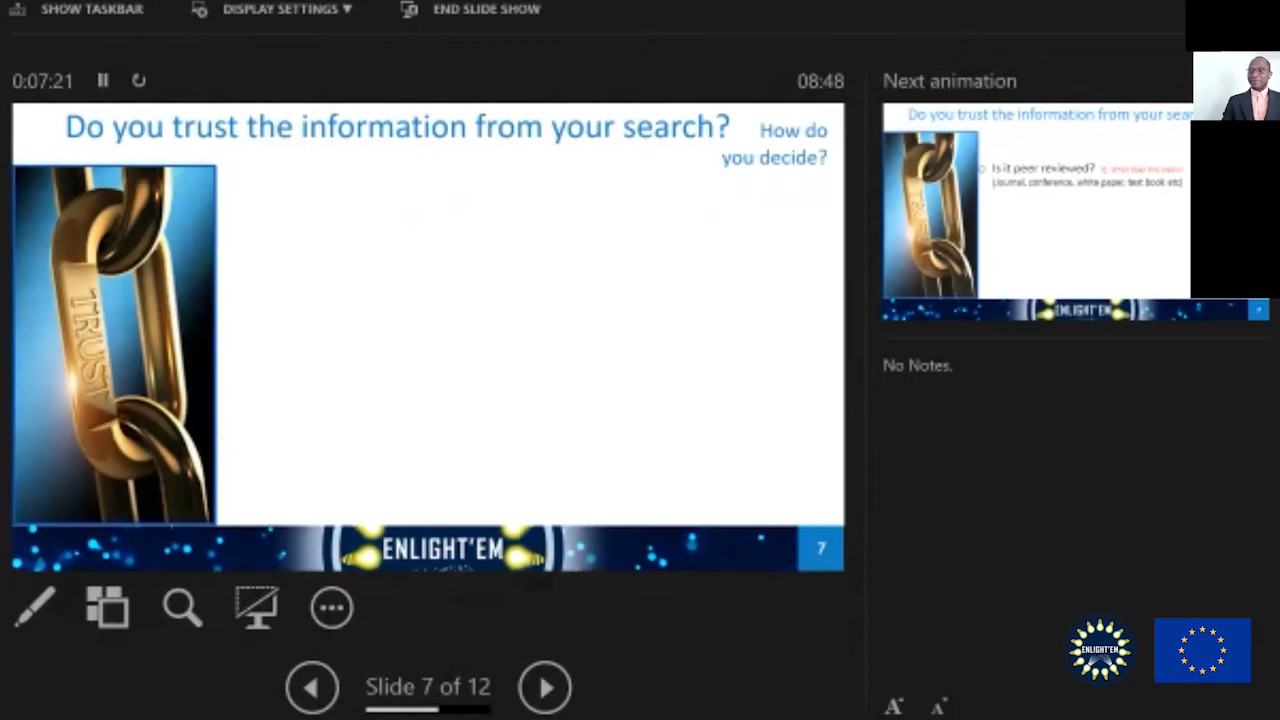 SHOW TASKBAR
DISPLAY SETTINGS ▼
END SLIDE SHOW
0:07:21
08:48
Next animation
Do you trust the information from your search? How do
you decide?
TRUST
ENLIGHT'EM
7
Do you trust the information from your sear
Is it peer reviewed?
(Journal, conference, white paper, text book etc)
TRUST
ENLIGHT'EM
No Notes.
Slide 7 of 12
A A
ENLIGHT'EM